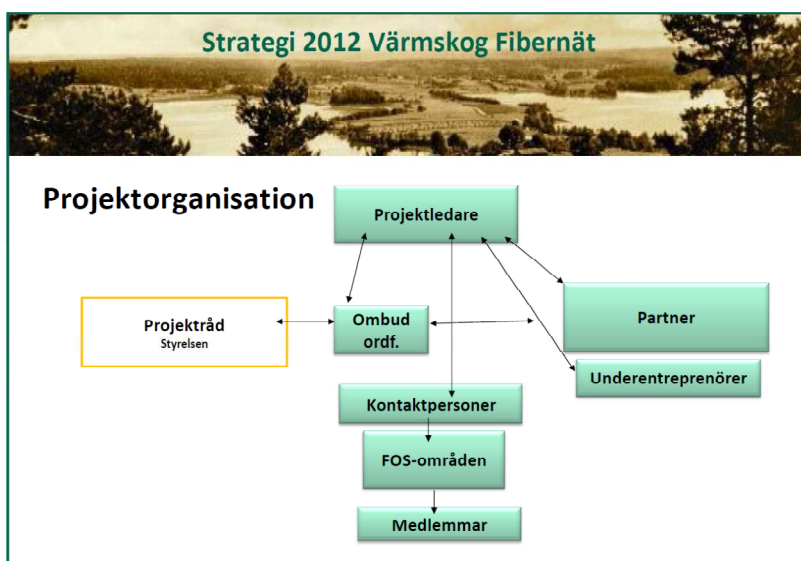 Strategi 2012 Värmskog Fibernät
Projektorganisation
Projektledare
Projektråd
Styrelsen
Ombud
ordf.
Partner
Underentreprenörer
Kontaktpersoner
FOS-områden
Medlemmar